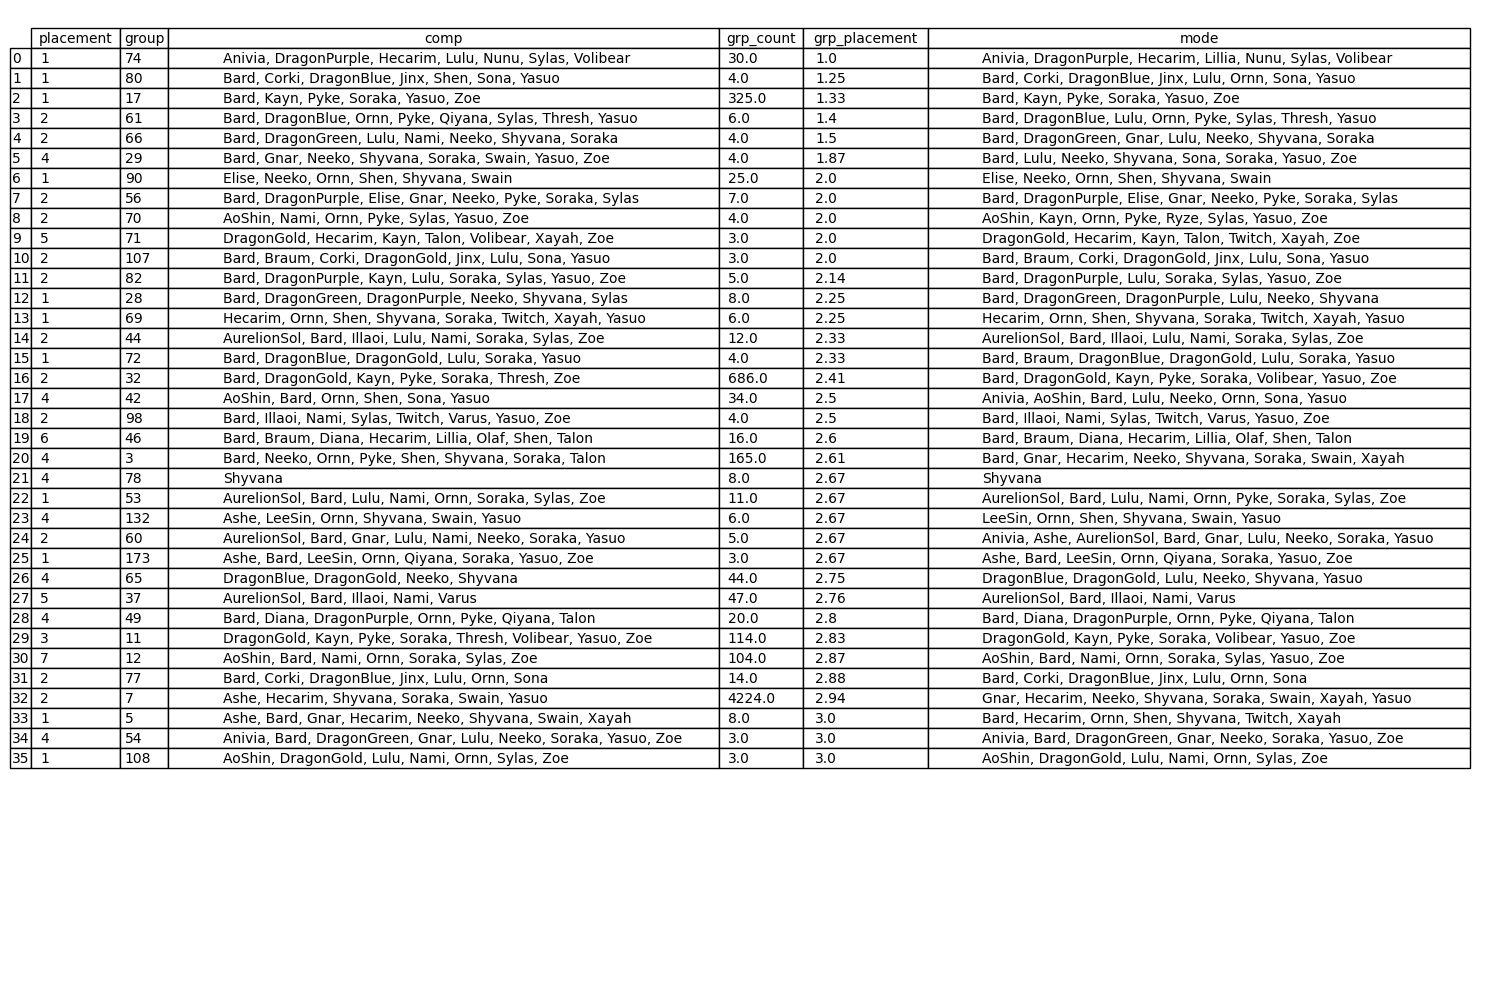 placement group comp grp_count grp_placement mode
0 1 74 Anivia, DragonPurple, Hecarim, Lulu, Nunu, Sylas, Volibear 30.0 1.0 Anivia, DragonPurple, Hecarim, Lillia, Nunu, Sylas, Volibear
1 1 80 Bard, Corki, DragonBlue, Jinx, Shen, Sona, Yasuo 4.0 1.25 Bard, Corki, DragonBlue, Jinx, Lulu, Ornn, Sona, Yasuo
2 1 17 Bard, Kayn, Pyke, Soraka, Yasuo, Zoe 325.0 1.33 Bard, Kayn, Pyke, Soraka, Yasuo, Zoe
3 2 61 Bard, DragonBlue, Ornn, Pyke, Qiyana, Sylas, Thresh, Yasuo 6.0 1.4 Bard, DragonBlue, Lulu, Ornn, Pyke, Sylas, Thresh, Yasuo
4 2 66 Bard, DragonGreen, Lulu, Nami, Neeko, Shyvana, Soraka 4.0 1.5 Bard, DragonGreen, Gnar, Lulu, Neeko, Shyvana, Soraka
5 4 29 Bard, Gnar, Neeko, Shyvana, Soraka, Swain, Yasuo, Zoe 4.0 1.87 Bard, Lulu, Neeko, Shyvana, Sona, Soraka, Yasuo, Zoe
6 1 90 Elise, Neeko, Ornn, Shen, Shyvana, Swain 25.0 2.0 Elise, Neeko, Ornn, Shen, Shyvana, Swain
7 2 56 Bard, DragonPurple, Elise, Gnar, Neeko, Pyke, Soraka, Sylas 7.0 2.0 Bard, DragonPurple, Elise, Gnar, Neeko, Pyke, Soraka, Sylas
8 2 70 AoShin, Nami, Ornn, Pyke, Sylas, Yasuo, Zoe 4.0 2.0 AoShin, Kayn, Ornn, Pyke, Ryze, Sylas, Yasuo, Zoe
9 5 71 DragonGold, Hecarim, Kayn, Talon, Volibear, Xayah, Zoe 3.0 2.0 DragonGold, Hecarim, Kayn, Talon, Twitch, Xayah, Zoe
10 2 107 Bard, Braum, Corki, DragonGold, Jinx, Lulu, Sona, Yasuo 3.0 2.0 Bard, Braum, Corki, DragonGold, Jinx, Lulu, Sona, Yasuo
11 2 82 Bard, DragonPurple, Kayn, Lulu, Soraka, Sylas, Yasuo, Zoe 5.0 2.14 Bard, DragonPurple, Lulu, Soraka, Sylas, Yasuo, Zoe
12 1 28 Bard, DragonGreen, DragonPurple, Neeko, Shyvana, Sylas 8.0 2.25 Bard, DragonGreen, DragonPurple, Lulu, Neeko, Shyvana
13 1 69 Hecarim, Ornn, Shen, Shyvana, Soraka, Twitch, Xayah, Yasuo 6.0 2.25 Hecarim, Ornn, Shen, Shyvana, Soraka, Twitch, Xayah, Yasuo
14 2 44 AurelionSol, Bard, Illaoi, Lulu, Nami, Soraka, Sylas, Zoe 12.0 2.33 AurelionSol, Bard, Illaoi, Lulu, Nami, Soraka, Sylas, Zoe
15 1 72 Bard, DragonBlue, DragonGold, Lulu, Soraka, Yasuo 4.0 2.33 Bard, Braum, DragonBlue, DragonGold, Lulu, Soraka, Yasuo
16 2 32 Bard, DragonGold, Kayn, Pyke, Soraka, Thresh, Zoe 686.0 2.41 Bard, DragonGold, Kayn, Pyke, Soraka, Volibear, Yasuo, Zoe
17 4 42 AoShin, Bard, Ornn, Shen, Sona, Yasuo 34.0 2.5 Anivia, AoShin, Bard, Lulu, Neeko, Ornn, Sona, Yasuo
18 2 98 Bard, Illaoi, Nami, Sylas, Twitch, Varus, Yasuo, Zoe 4.0 2.5 Bard, Illaoi, Nami, Sylas, Twitch, Varus, Yasuo, Zoe
19 6 46 Bard, Braum, Diana, Hecarim, Lillia, Olaf, Shen, Talon 16.0 2.6 Bard, Braum, Diana, Hecarim, Lillia, Olaf, Shen, Talon
20 4 3 Bard, Neeko, Ornn, Pyke, Shen, Shyvana, Soraka, Talon 165.0 2.61 Bard, Gnar, Hecarim, Neeko, Shyvana, Soraka, Swain, Xayah
21 4 78 Shyvana 8.0 2.67 Shyvana
22 1 53 AurelionSol, Bard, Lulu, Nami, Ornn, Soraka, Sylas, Zoe 11.0 2.67 AurelionSol, Bard, Lulu, Nami, Ornn, Pyke, Soraka, Sylas, Zoe
23 4 132 Ashe, LeeSin, Ornn, Shyvana, Swain, Yasuo 6.0 2.67 LeeSin, Ornn, Shen, Shyvana, Swain, Yasuo
24 2 60 AurelionSol, Bard, Gnar, Lulu, Nami, Neeko, Soraka, Yasuo 5.0 2.67 Anivia, Ashe, AurelionSol, Bard, Gnar, Lulu, Neeko, Soraka, Yasuo
25 1 173 Ashe, Bard, LeeSin, Ornn, Qiyana, Soraka, Yasuo, Zoe 3.0 2.67 Ashe, Bard, LeeSin, Ornn, Qiyana, Soraka, Yasuo, Zoe
26 4 65 DragonBlue, DragonGold, Neeko, Shyvana 44.0 2.75 DragonBlue, DragonGold, Lulu, Neeko, Shyvana, Yasuo
27 5 37 AurelionSol, Bard, Illaoi, Nami, Varus 47.0 2.76 AurelionSol, Bard, Illaoi, Nami, Varus
28 4 49 Bard, Diana, DragonPurple, Ornn, Pyke, Qiyana, Talon 20.0 2.8 Bard, Diana, DragonPurple, Ornn, Pyke, Qiyana, Talon
29 3 11 DragonGold, Kayn, Pyke, Soraka, Thresh, Volibear, Yasuo, Zoe 114.0 2.83 DragonGold, Kayn, Pyke, Soraka, Volibear, Yasuo, Zoe
30 7 12 AoShin, Bard, Nami, Ornn, Soraka, Sylas, Zoe 104.0 2.87 AoShin, Bard, Nami, Ornn, Soraka, Sylas, Yasuo, Zoe
31 2 77 Bard, Corki, DragonBlue, Jinx, Lulu, Ornn, Sona 14.0 2.88 Bard, Corki, DragonBlue, Jinx, Lulu, Ornn, Sona
32 2 7 Ashe, Hecarim, Shyvana, Soraka, Swain, Yasuo 4224.0 2.94 Gnar, Hecarim, Neeko, Shyvana, Soraka, Swain, Xayah, Yasuo
33 1 5 Ashe, Bard, Gnar, Hecarim, Neeko, Shyvana, Swain, Xayah 8.0 3.0 Bard, Hecarim, Ornn, Shen, Shyvana, Twitch, Xayah
34 4 54 Anivia, Bard, DragonGreen, Gnar, Lulu, Neeko, Soraka, Yasuo, Zoe 3.0 3.0 Anivia, Bard, DragonGreen, Gnar, Neeko, Soraka, Yasuo, Zoe
35 1 108 AoShin, DragonGold, Lulu, Nami, Ornn, Sylas, Zoe 3.0 3.0 AoShin, DragonGold, Lulu, Nami, Ornn, Sylas, Zoe